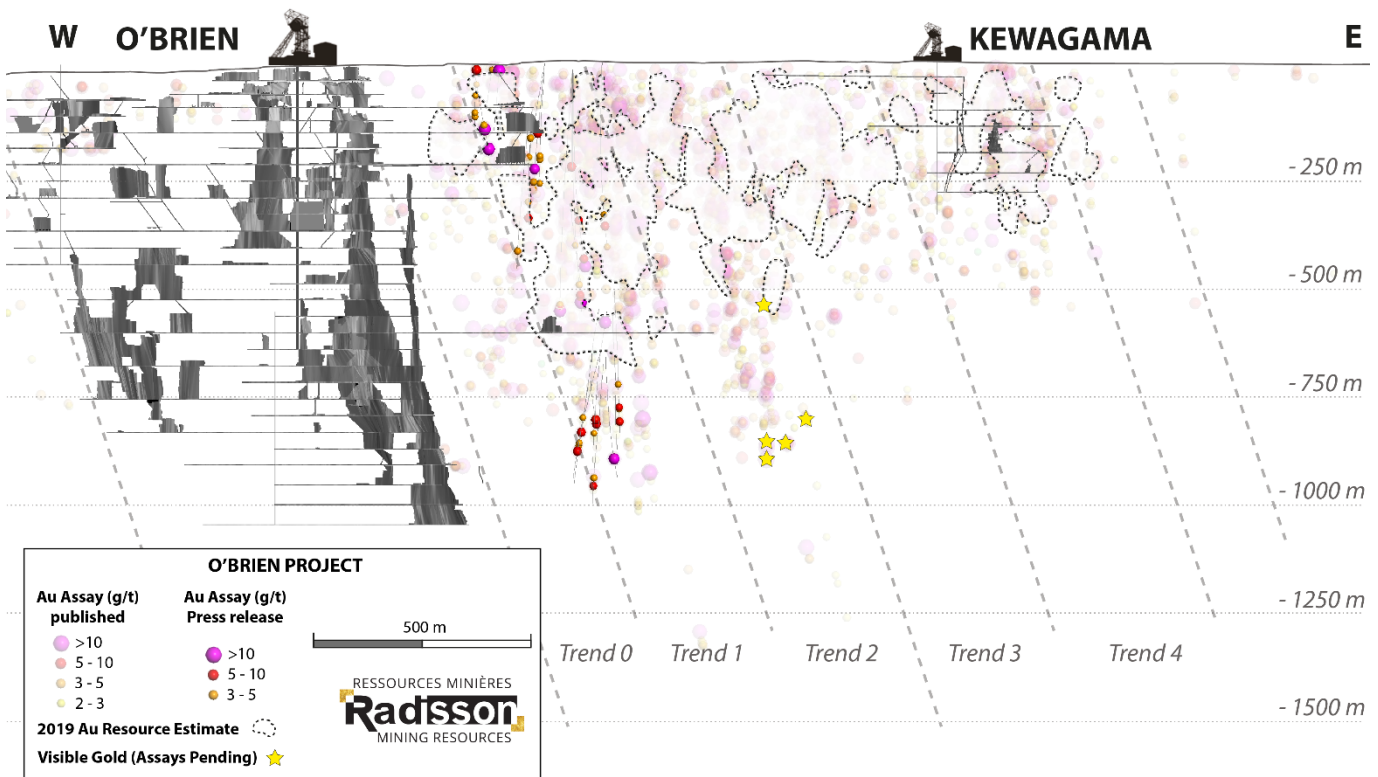 W O'BRIEN KEWAGAMA E
- 250 m
- 500 m
- 750 m
- 1000 m
- 1250 m
- 1500 m
Trend 0 Trend 1 Trend 2 Trend 3 Trend 4
O'BRIEN PROJECT
Au Assay (g/t)
published
>10
5 - 10
3 - 5
2 - 3
Au Assay (g/t)
Press release
>10
5 - 10
3 - 5
500 m
2019 Au Resource Estimate
Visible Gold (Assays Pending)
RESSOURCES MINIÈRES
Radisson
MINING RESOURCES